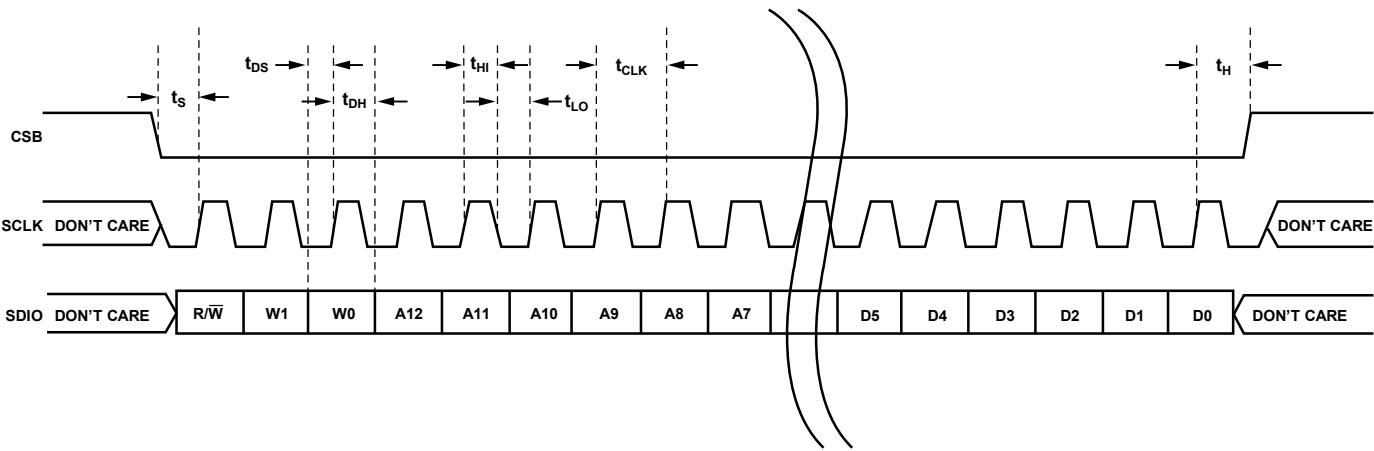 tDS
tHI
tCLK
tH
tS
tDH
tLO
CSB
SCLK DON'T CARE DON'T CARE
SDIO DON'T CARE R/W̅ W1 W0 A12 A11 A10 A9 A8 A7 D5 D4 D3 D2 D1 D0 DON'T CARE